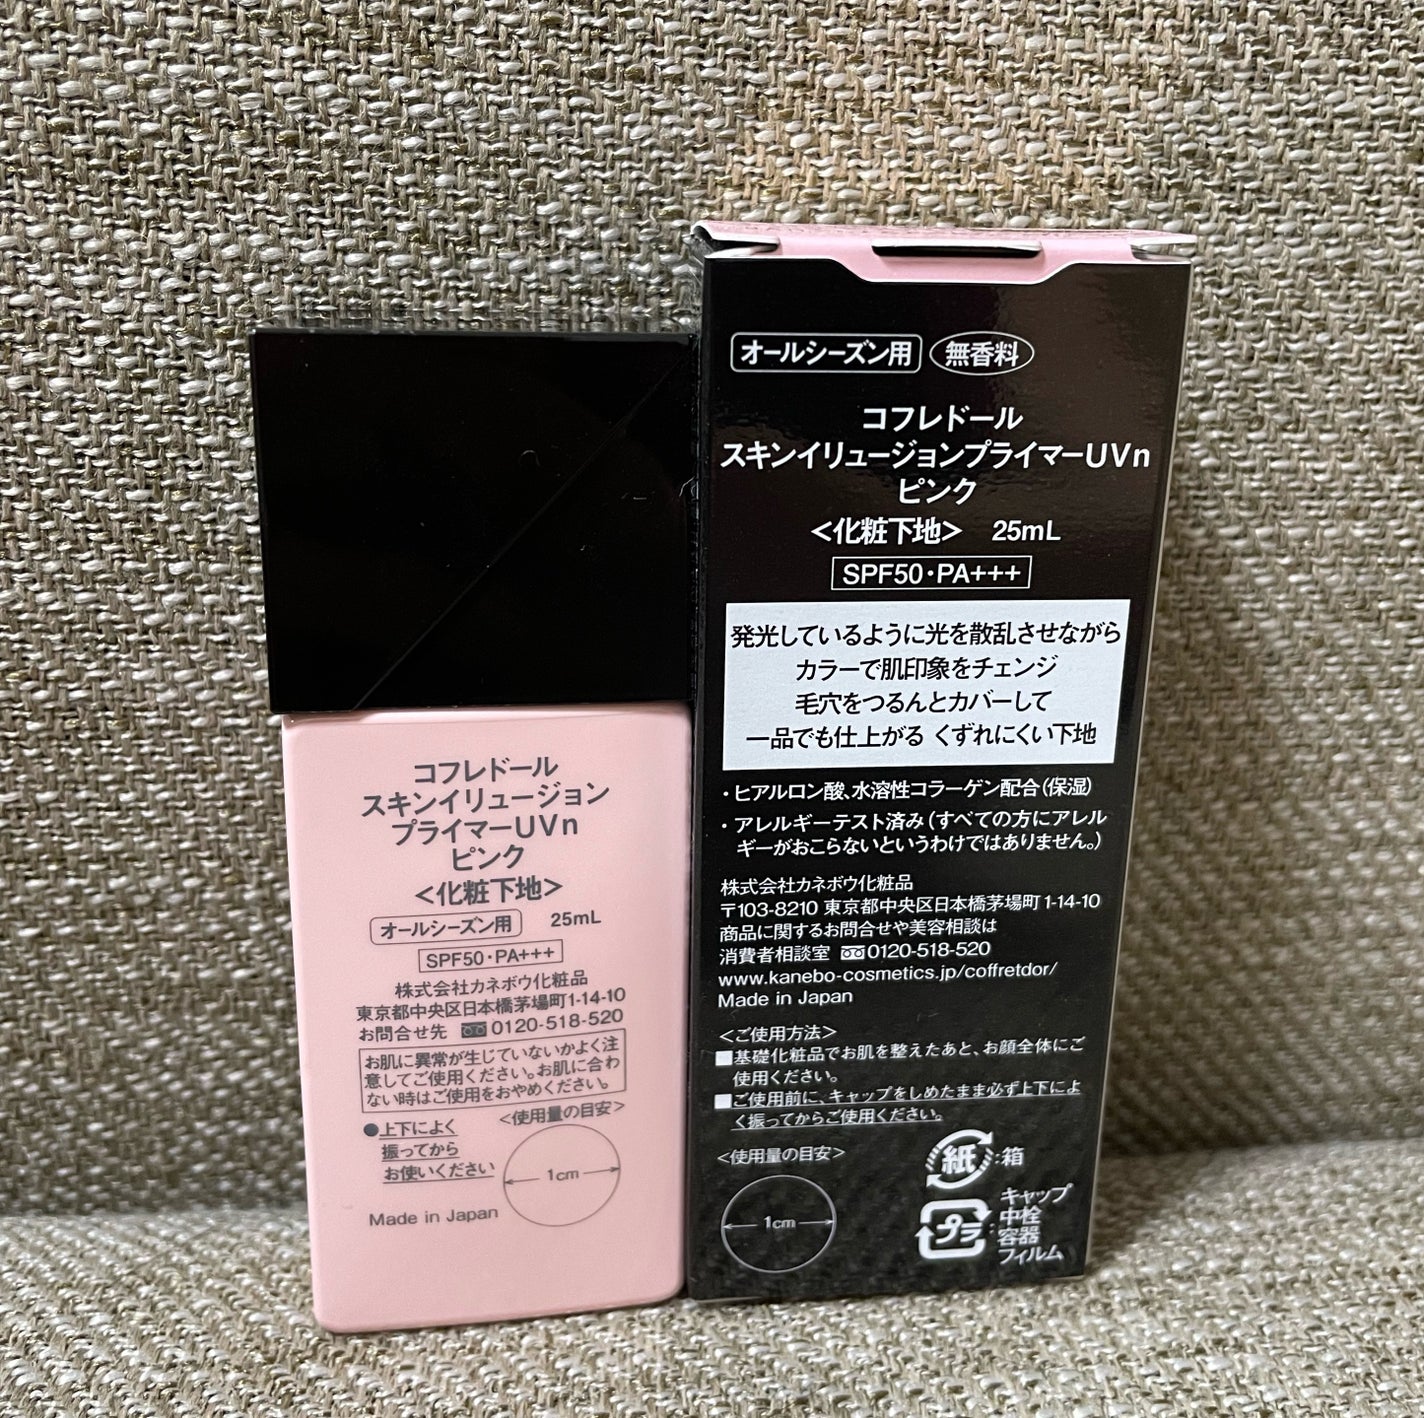 コフレドール
スキンイリュージョン
プライマーUVn
ピンク
<化粧下地>
オールシーズン用 25mL
SPF50・PA+++
株式会社カネボウ化粧品
東京都中央区日本橋茅場町1-14-10
お問合せ先 0120-518-520
お肌に異常が生じていないかよく注
意してご使用ください。お肌に合わ
ない時はご使用をおやめください。
●上下によく
振ってから
お使いください
<使用量の目安>
1cm
Made in Japan
オールシーズン用 無香料
コフレドール
スキンイリュージョンプライマーUVn
ピンク
<化粧下地> 25mL
SPF50・PA+++
発光しているように光を散乱させながら
カラーで肌印象をチェンジ
毛穴をつるんとカバーして
一品でも仕上がる くずれにくい下地
・ヒアルロン酸、水溶性コラーゲン配合(保湿)
・アレルギーテスト済み(すべての方にアレル
ギーがおこらないというわけではありません。)
株式会社カネボウ化粧品
〒103-8210 東京都中央区日本橋茅場町1-14-10
商品に関するお問合せや美容相談は
消費者相談室 0120-518-520
www.kanebo-cosmetics.jp/coffretdor/
Made in Japan
<ご使用方法>
■基礎化粧品でお肌を整えたあと、お顔全体にご
使用ください。
■ご使用前に、キャップをしめたまま必ず上下によ
く振ってからご使用ください。
<使用量の目安>
1cm
紙:箱
プラ:キャップ
中栓
容器
フィルム